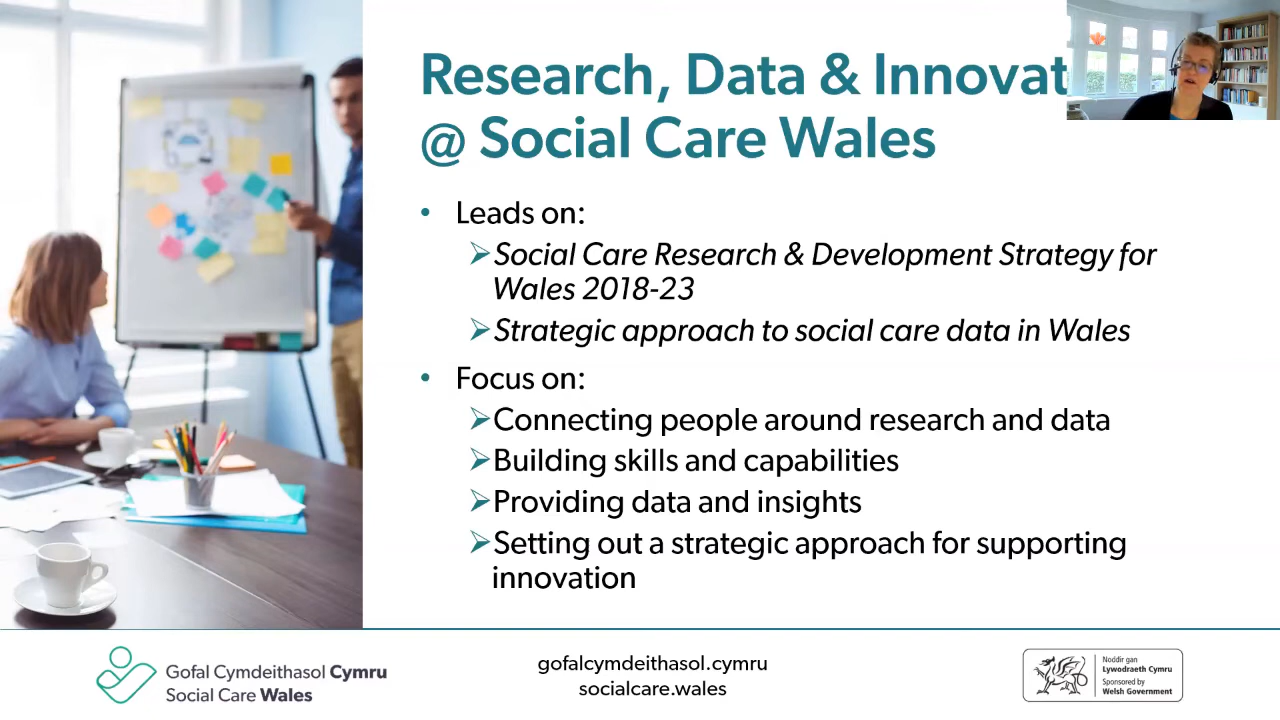 Research, Data & Innovat
@ Social Care Wales
• Leads on:
➢Social Care Research & Development Strategy for
Wales 2018-23
➢Strategic approach to social care data in Wales
• Focus on:
➢Connecting people around research and data
➢Building skills and capabilities
➢Providing data and insights
➢Setting out a strategic approach for supporting
innovation
Gofal Cymdeithasol Cymru
Social Care Wales
gofalcymdeithasol.cymru
socialcare.wales
Noddir gan
Lywodraeth Cymru
Sponsored by
Welsh Government